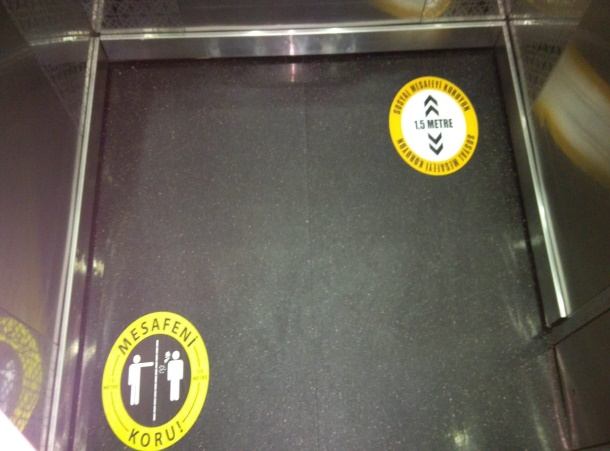 SOSYAL MESAFEYİ KORUYUN
1.5 METRE
SOSYAL MESAFEYİ KORUYUN
MESAFENİ
KORU!